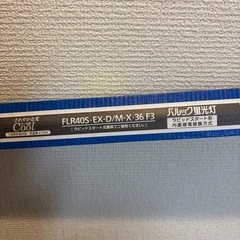 さわやかな光
Cool
FLR40S・EX-D/M-X・36 F3
(ラピッドスタート式器具でご使用ください。)
パルック蛍光灯
ラピッドスタート形
内面導電被膜方式